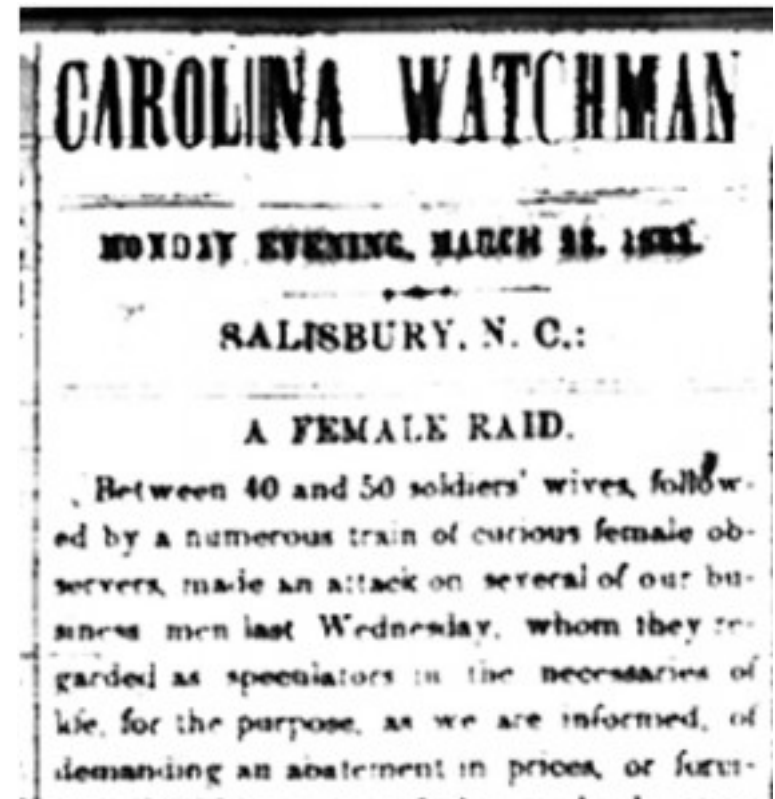 CAROLINA WATCHMAN
MONDAY EVENING, MARCH 23. 1863.
SALISBURY, N. C.:
A FEMALE RAID.
Between 40 and 50 soldiers' wives, follow-
ed by a numerous train of curious female ob-
servers, made an attack on several of our bu-
siness men last Wednesday, whom they re-
garded as speculators in the necessaries of
life, for the purpose, as we are informed, of
demanding an abatement in prices, or forci-